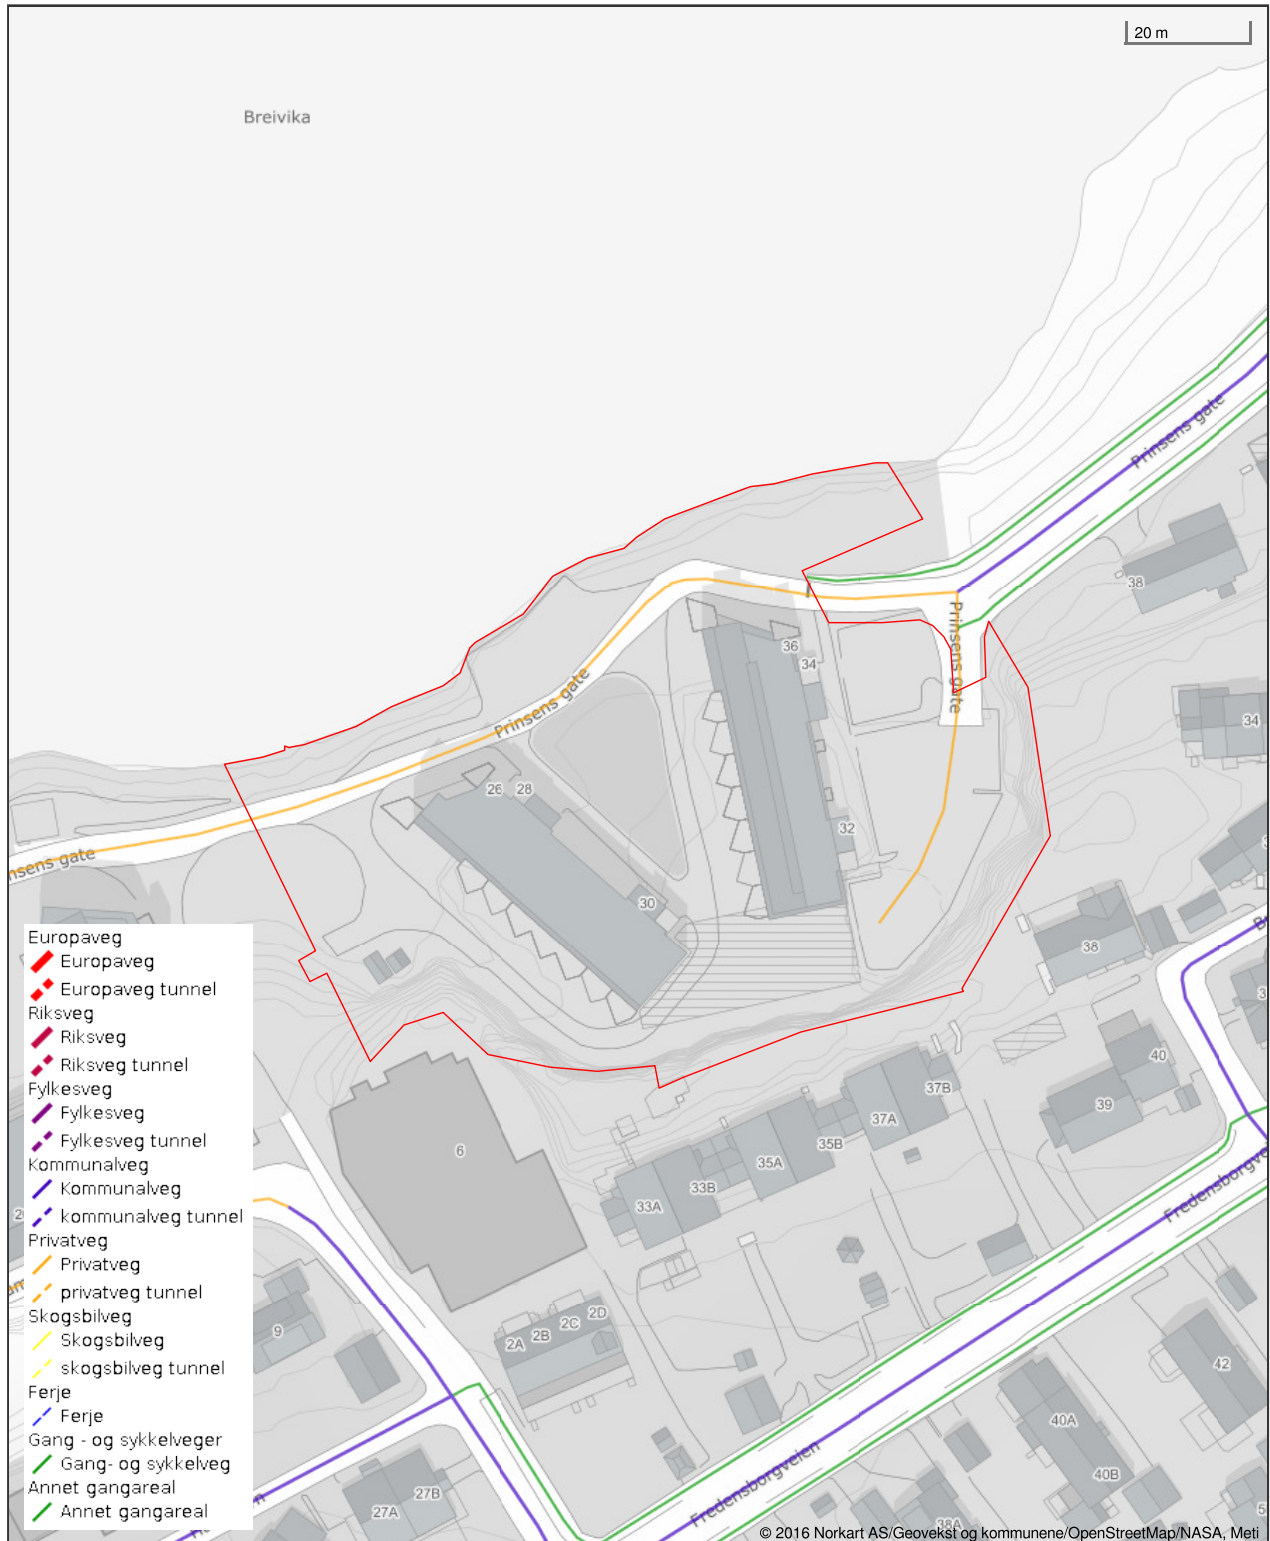 20 m
Breivika
Prinsens gate
38
Prinsens gate
36
34
34
Prinsens gate
26 28
32
nsens gate
30
38
40
39
37B
37A
35B
35A
33B
33A
6
9
2D
2C
2B
2A
Fredensborgve
42
40A
40B
27B
27A
38A
Fredensborgveien
Europaveg
Europaveg
Europaveg tunnel
Riksveg
Riksveg
Riksveg tunnel
Fylkesveg
Fylkesveg
Fylkesveg tunnel
Kommunalveg
Kommunalveg
kommunalveg tunnel
Privatveg
Privatveg
privatveg tunnel
Skogsbilveg
Skogsbilveg
skogsbilveg tunnel
Ferje
Ferje
Gang - og sykkelveger
Gang- og sykkelveg
Annet gangareal
Annet gangareal
© 2016 Norkart AS/Geovekst og kommunene/OpenStreetMap/NASA, Meti